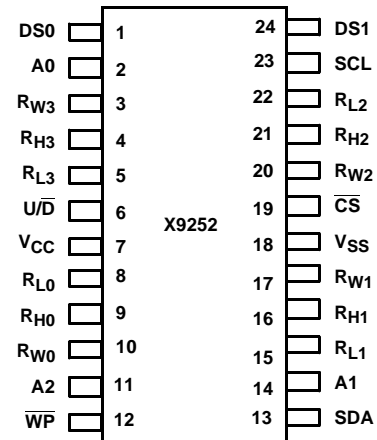 DS0 1 24 DS1
A0 2 23 SCL
RW3 3 22 RL2
RH3 4 21 RH2
RL3 5 20 RW2
U/D̅ 6 19 C̅S̅
X9252
VCC 7 18 VSS
RL0 8 17 RW1
RH0 9 16 RH1
RW0 10 15 RL1
A2 11 14 A1
W̅P̅ 12 13 SDA